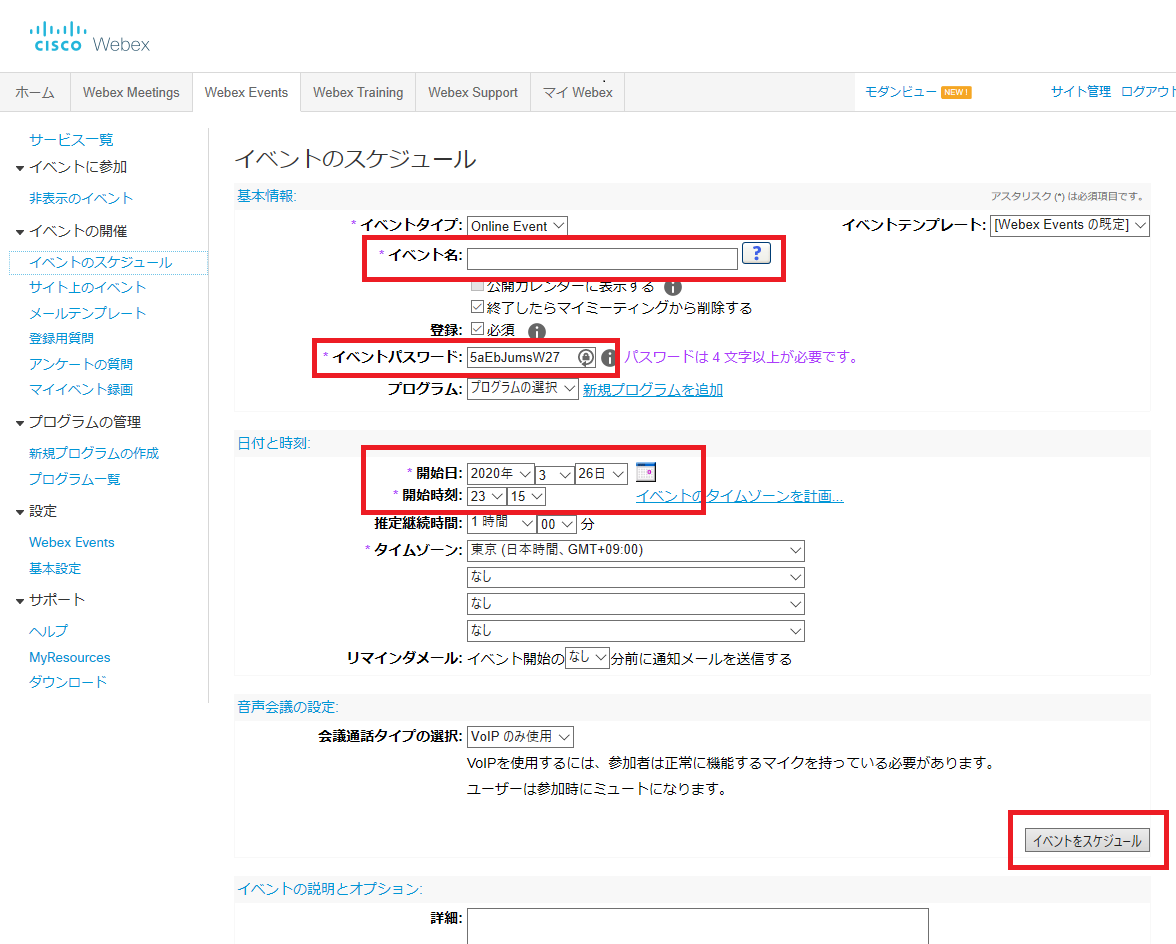 CISCO Webex
ホーム Webex Meetings Webex Events Webex Training Webex Support マイ Webex モダンビュー NEW ! サイト管理 ログアウト
サービス一覧
イベントに参加
非表示のイベント
イベントの開催
イベントのスケジュール
サイト上のイベント
メールテンプレート
登録用質問
アンケートの質問
マイイベント録画
プログラムの管理
新規プログラムの作成
プログラム一覧
設定
Webex Events
基本設定
サポート
ヘルプ
MyResources
ダウンロード
イベントのスケジュール
基本情報: アスタリスク (*) は必須項目です。
* イベントタイプ: Online Event イベントテンプレート: [Webex Events の既定]
* イベント名: ?
公開カレンダーに表示する i
終了したらマイミーティングから削除する
登録: 必須 i
* イベントパスワード: 5aEbJumsW27 i パスワードは 4 文字以上が必要です。
プログラム: プログラムの選択 新規プログラムを追加
日付と時刻:
* 開始日: 2020年 3 26日
* 開始時刻: 23 15 イベントのタイムゾーンを計画...
推定継続時間: 1 時間 00 分
* タイムゾーン: 東京 (日本時間、GMT+09:00)
なし
なし
なし
リマイングメール: イベント開始の なし 分前に通知メールを送信する
音声会議の設定:
会議通話タイプの選択: VoIP のみ使用
VoIPを使用するには、参加者は正常に機能するマイクを持っている必要があります。
ユーザーは参加時にミュートになります。
イベントをスケジュール
イベントの説明とオプション:
詳細: